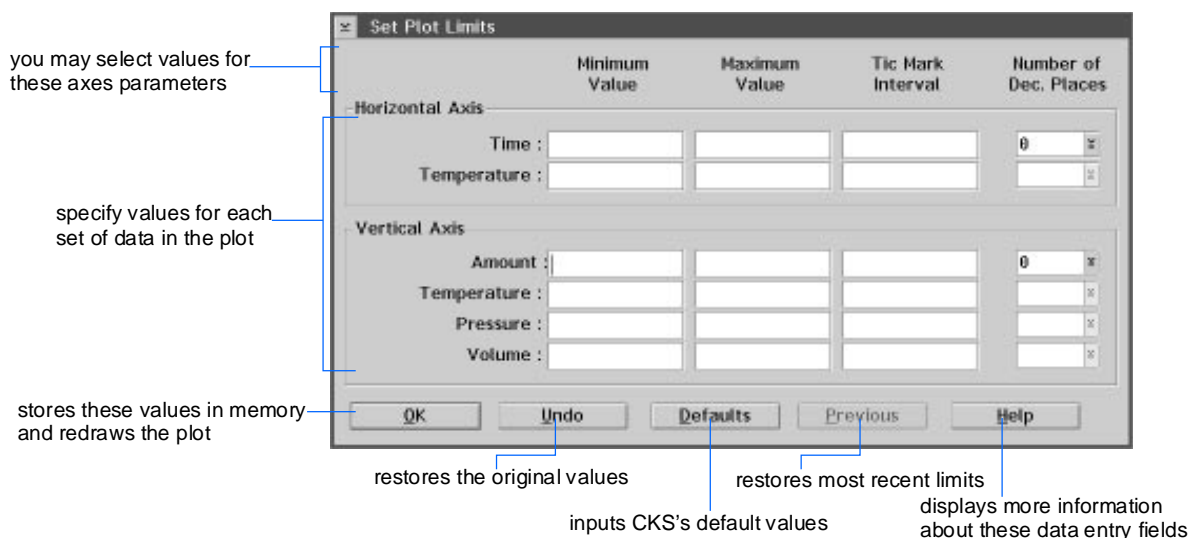 Set Plot Limits
you may select values for
these axes parameters
Minimum Value
Maximum Value
Tic Mark Interval
Number of Dec. Places
Horizontal Axis
Time : 0
Temperature :
specify values for each
set of data in the plot
Vertical Axis
Amount : 0
Temperature :
Pressure :
Volume :
stores these values in memory
and redraws the plot
OK Undo Defaults Previous Help
restores the original values
restores most recent limits
inputs CKS's default values
displays more information
about these data entry fields